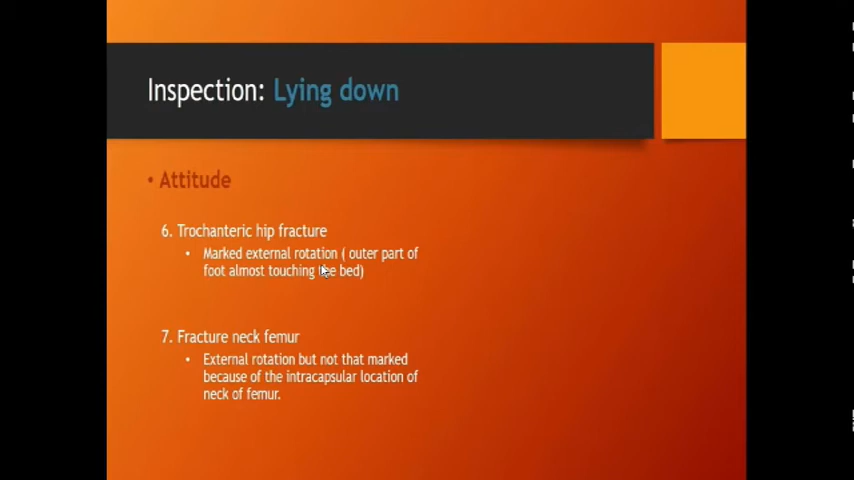 Inspection: Lying down
• Attitude
6. Trochanteric hip fracture
• Marked external rotation ( outer part of
foot almost touching the bed)
7. Fracture neck femur
• External rotation but not that marked
because of the intracapsular location of
neck of femur.